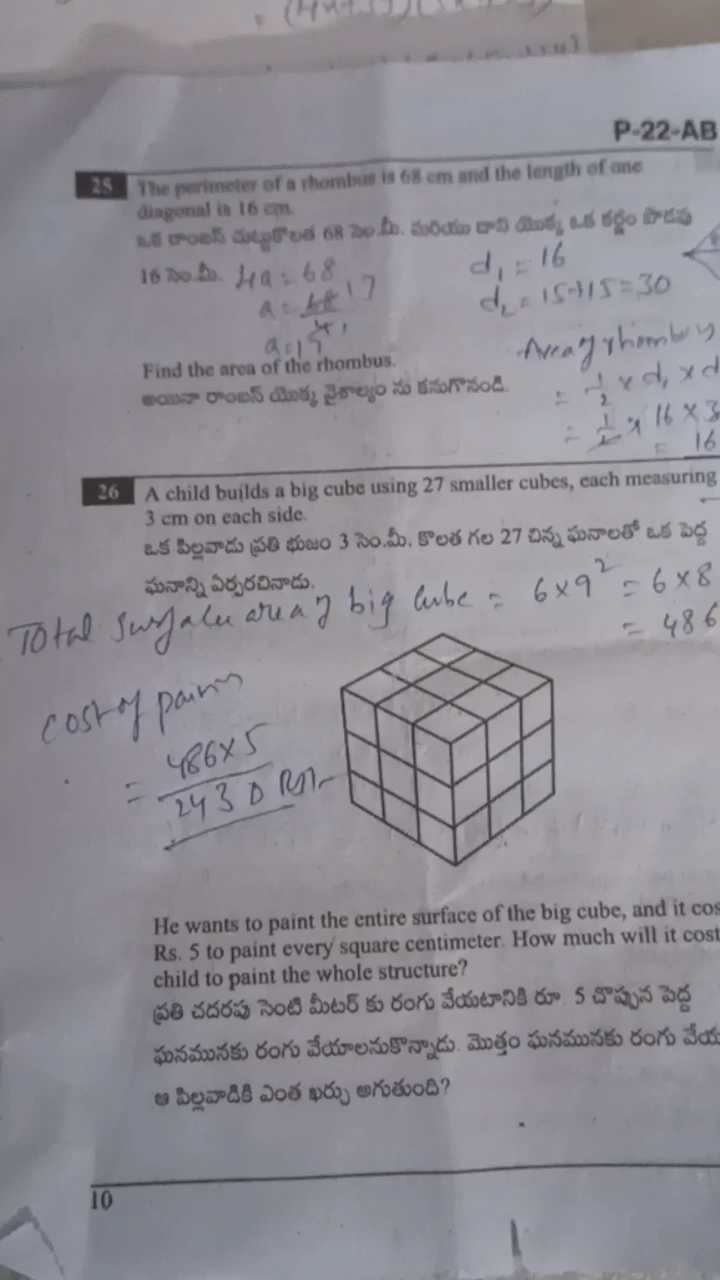 P-22-AB
25 The perimeter of a rhombus is 68 cm and the length of one
diagonal is 16 cm.
ఒక రాంబస్ చుట్టుకొలత 68 సెం.మీ. మరియు దాని యొక్క ఒక కర్ణం పొడవు
16 సెం.మీ. 4a = 68
d₁ = 16
a = 68/4 17
d₂ = 15+15 = 30
a = 17
Find the area of the rhombus.
Area of rhombus
అయినా రాంబస్ యొక్క వైశాల్యం ను కనుగొనండి.
= 1/2 × d₁ × d
= 1/2 × 16 × 3
= 16
26 A child builds a big cube using 27 smaller cubes, each measuring
3 cm on each side.
ఒక పిల్లవాడు ప్రతి భుజం 3 సెం.మీ. కొలత గల 27 చిన్న ఘనాలతో ఒక పెద్ద
ఘనాన్ని ఏర్పరచినాడు.
Total surface area of big cube = 6×9² = 6×8
= 486
cost of
= 486×5
2430
He wants to paint the entire surface of the big cube, and it cos
Rs. 5 to paint every square centimeter. How much will it cost
child to paint the whole structure?
ప్రతి చదరపు సెంటి మీటర్ కు రంగు వేయటానికి రూ. 5 చొప్పున పెద్ద
ఘనమునకు రంగు వేయాలనుకొన్నాడు. మొత్తం ఘనమునకు రంగు వేయ
ఆ పిల్లవాడికి ఎంత ఖర్చు అగుతుంది?
10